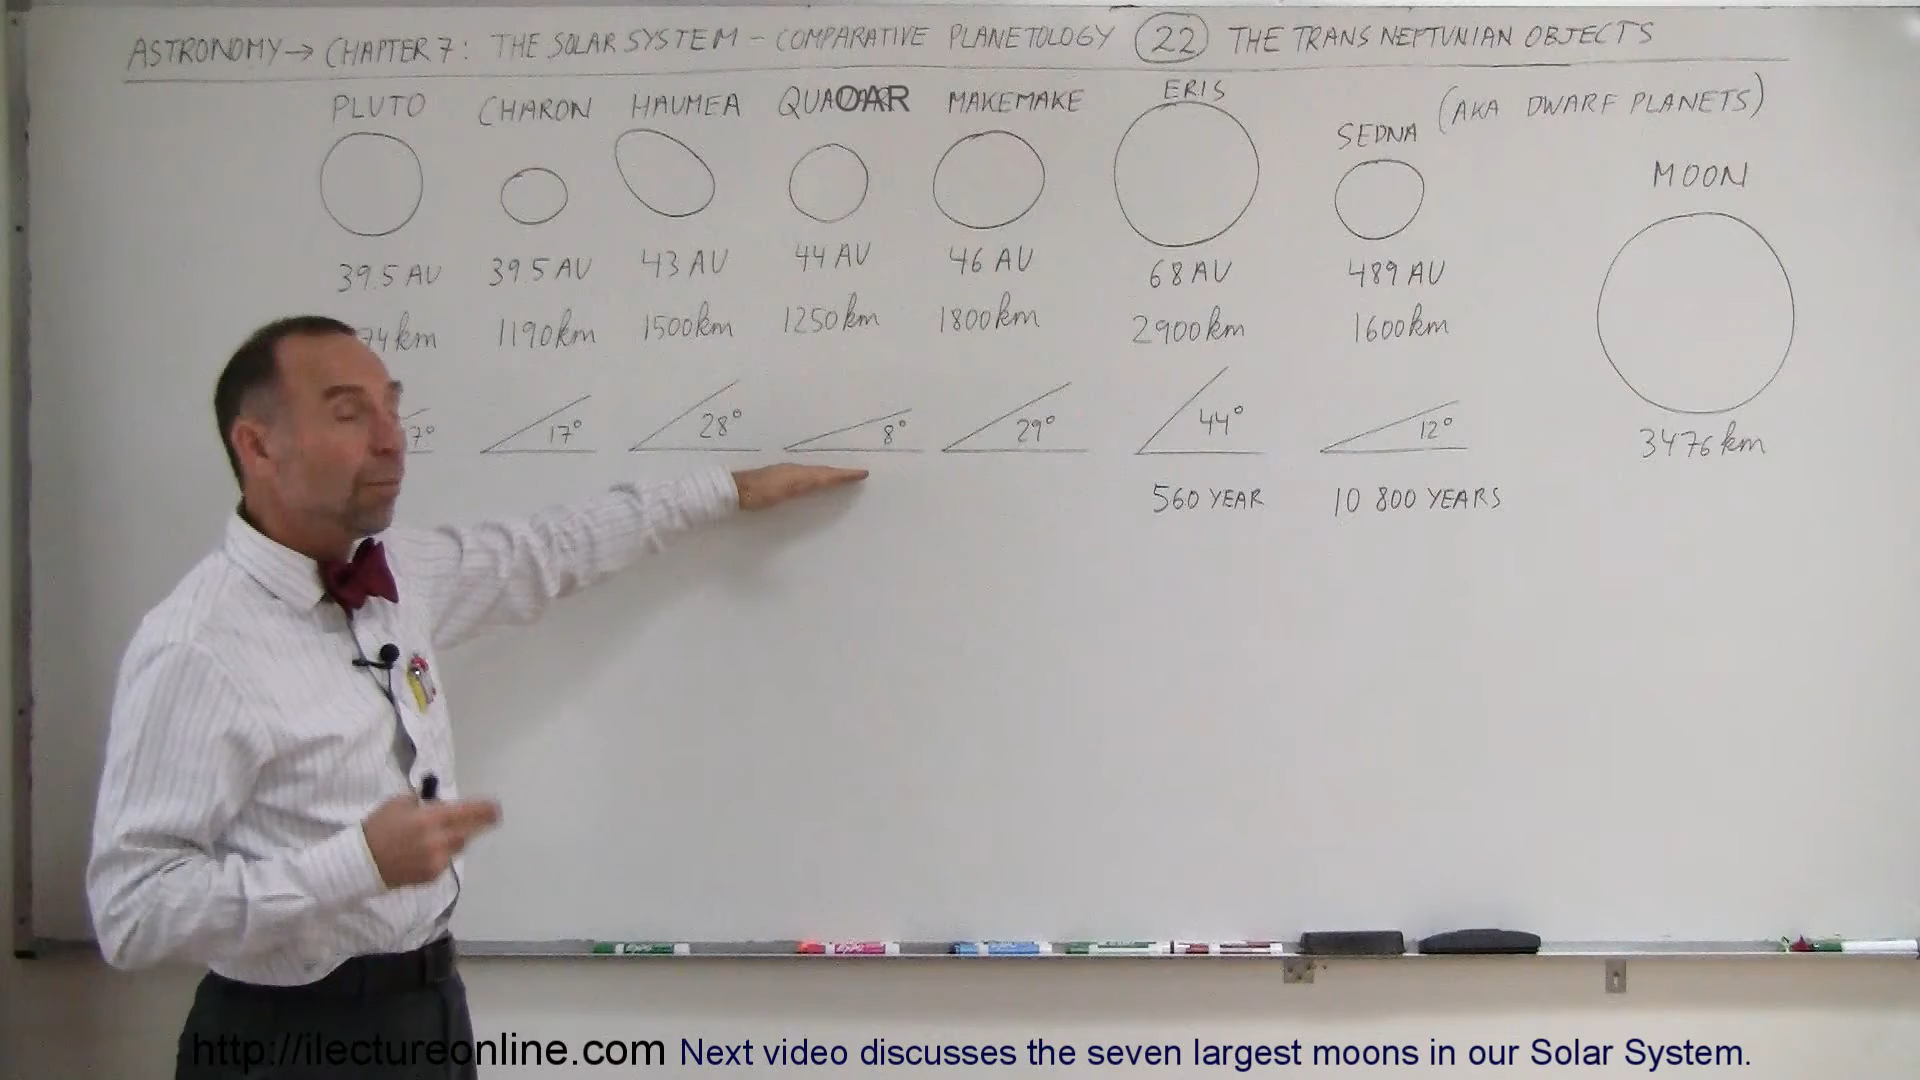 ASTRONOMY → CHAPTER 7: THE SOLAR SYSTEM - COMPARATIVE PLANETOLOGY 22 THE TRANS NEPTUNIAN OBJECTS
(AKA DWARF PLANETS)
PLUTO CHARON HAUMEA QUAOAR MAKEMAKE ERIS SEDNA MOON
39.5 AU 39.5 AU 43 AU 44 AU 46 AU 68 AU 489 AU
74km 1190km 1500km 1250km 1800km 2900km 1600km
7° 17° 28° 8° 29° 44° 12° 3476km
560 YEAR 10 800 YEARS
http://ilectureonline.com Next video discusses the seven largest moons in our Solar System.